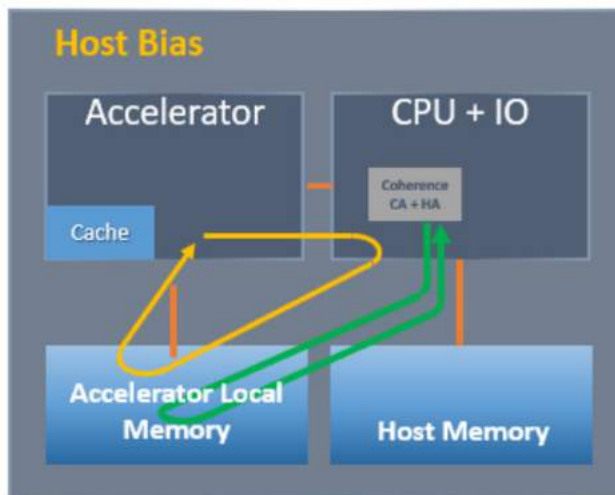 Host Bias
Accelerator
CPU + IO
Coherence
CA + HA
Cache
Accelerator Local
Memory
Host Memory